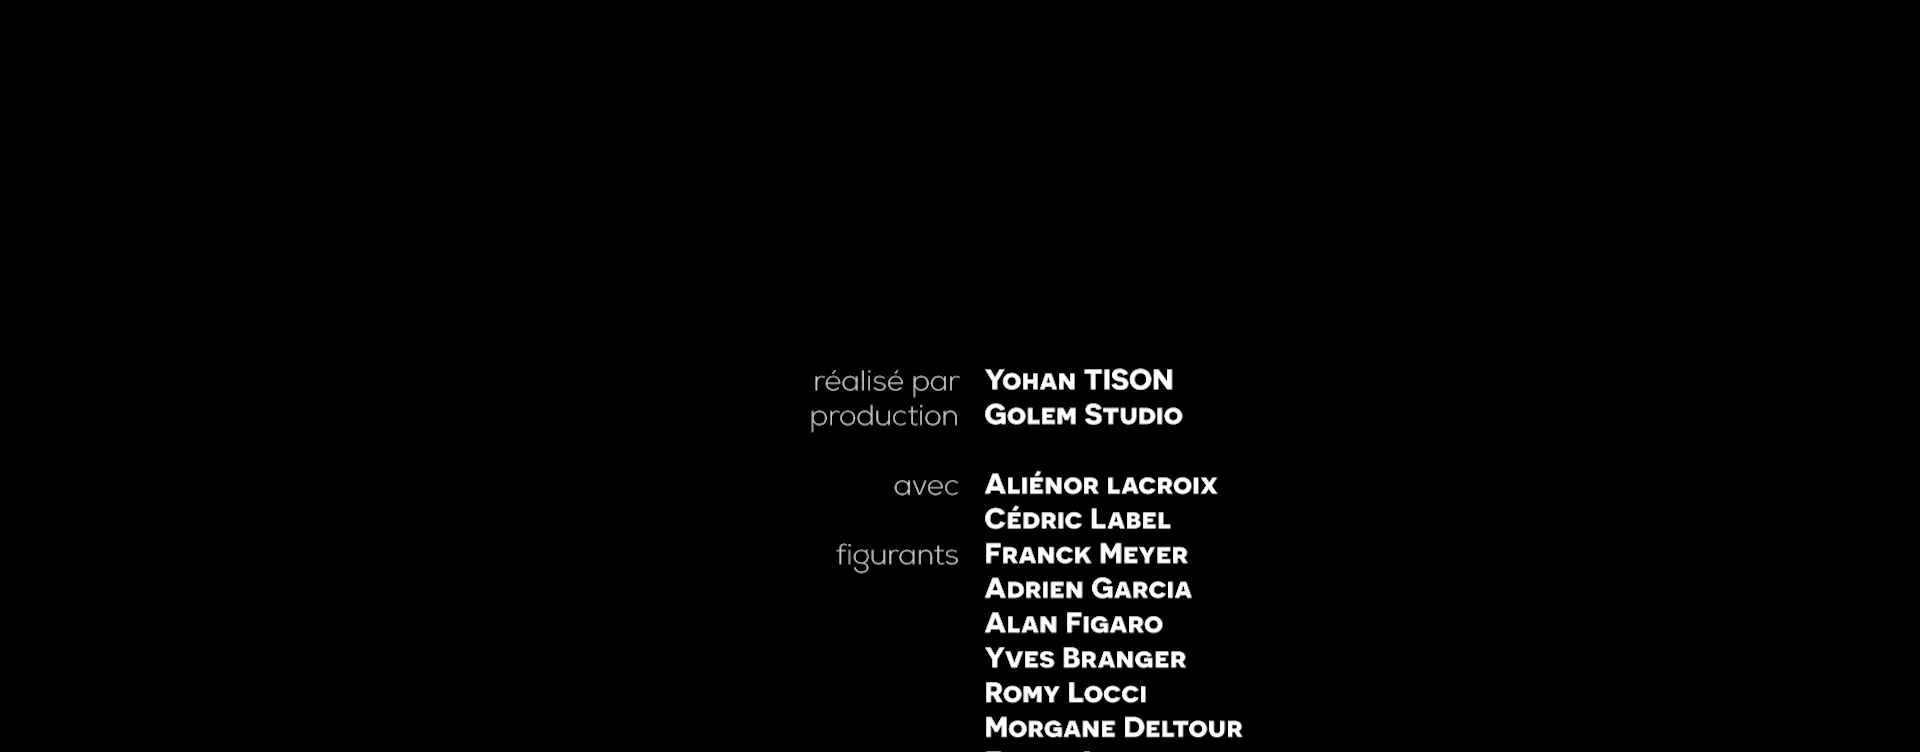 réalisé par Yohan TISON
production Golem Studio
avec Aliénor lacroix
Cédric Label
figurants Franck Meyer
Adrien Garcia
Alan Figaro
Yves Branger
Romy Locci
Morgane Deltour